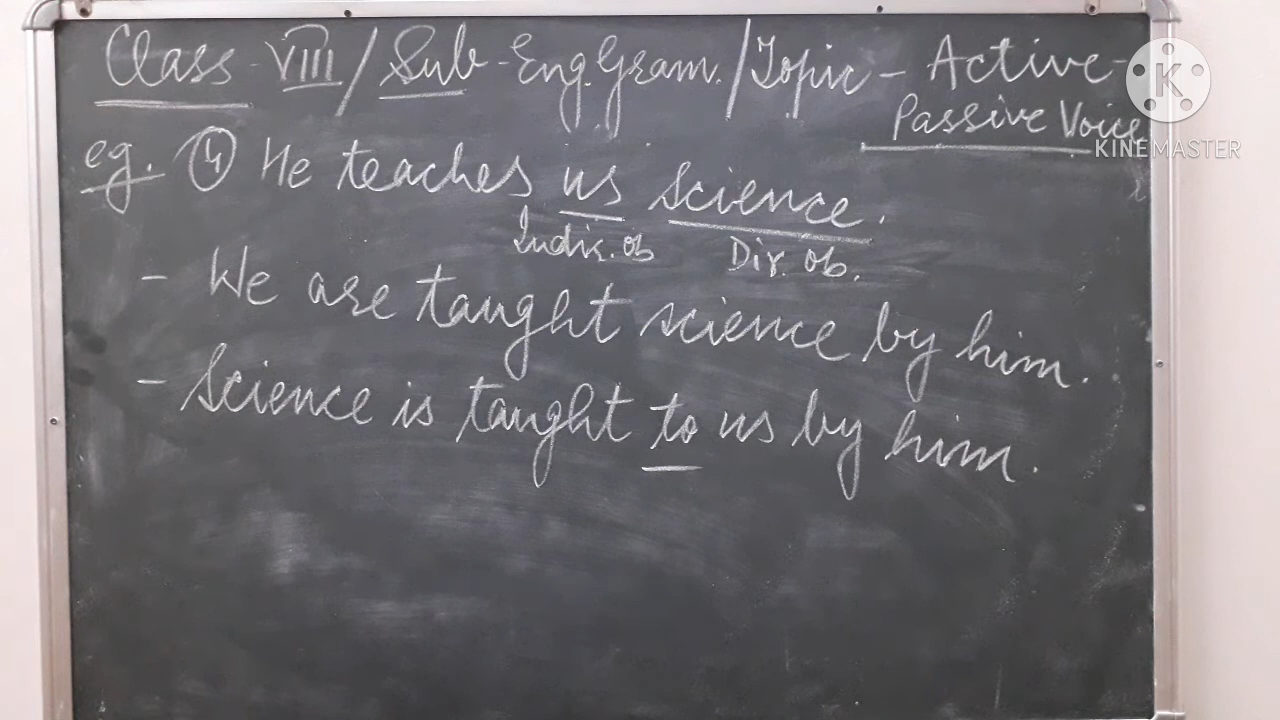 Class - VIII / Sub - Eng. Gram. / Topic - Active -
Passive Voice
eg. (4) He teaches us science.
Indir. ob Dir. ob.
- We are taught science by him.
- Science is taught to us by him.
K
KINEMASTER